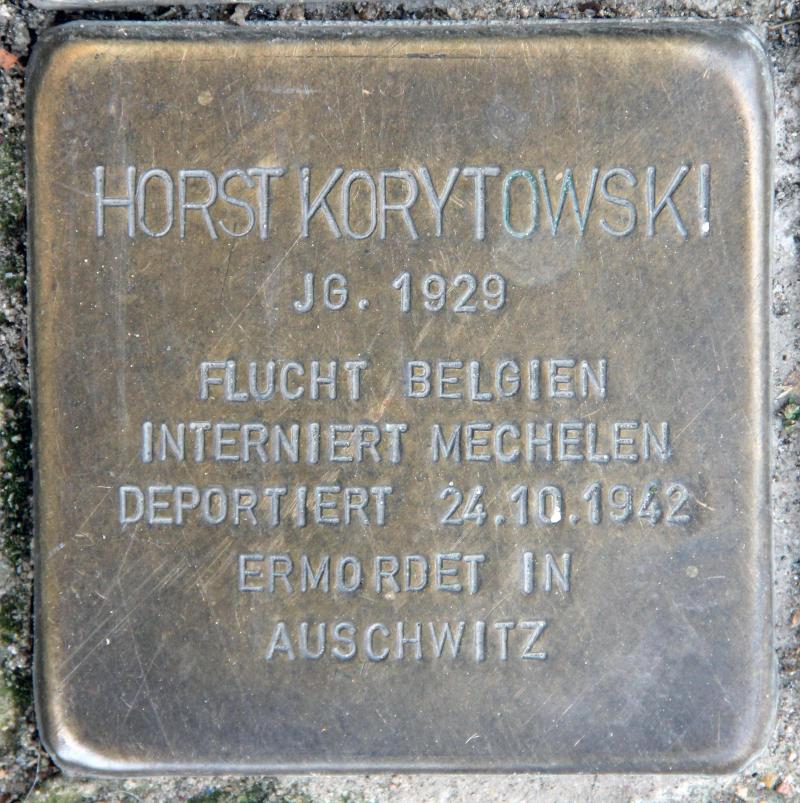 HORST KORYTOWSKI
JG. 1929
FLUCHT BELGIEN
INTERNIERT MECHELEN
DEPORTIERT 24.10.1942
ERMORDET IN
AUSCHWITZ